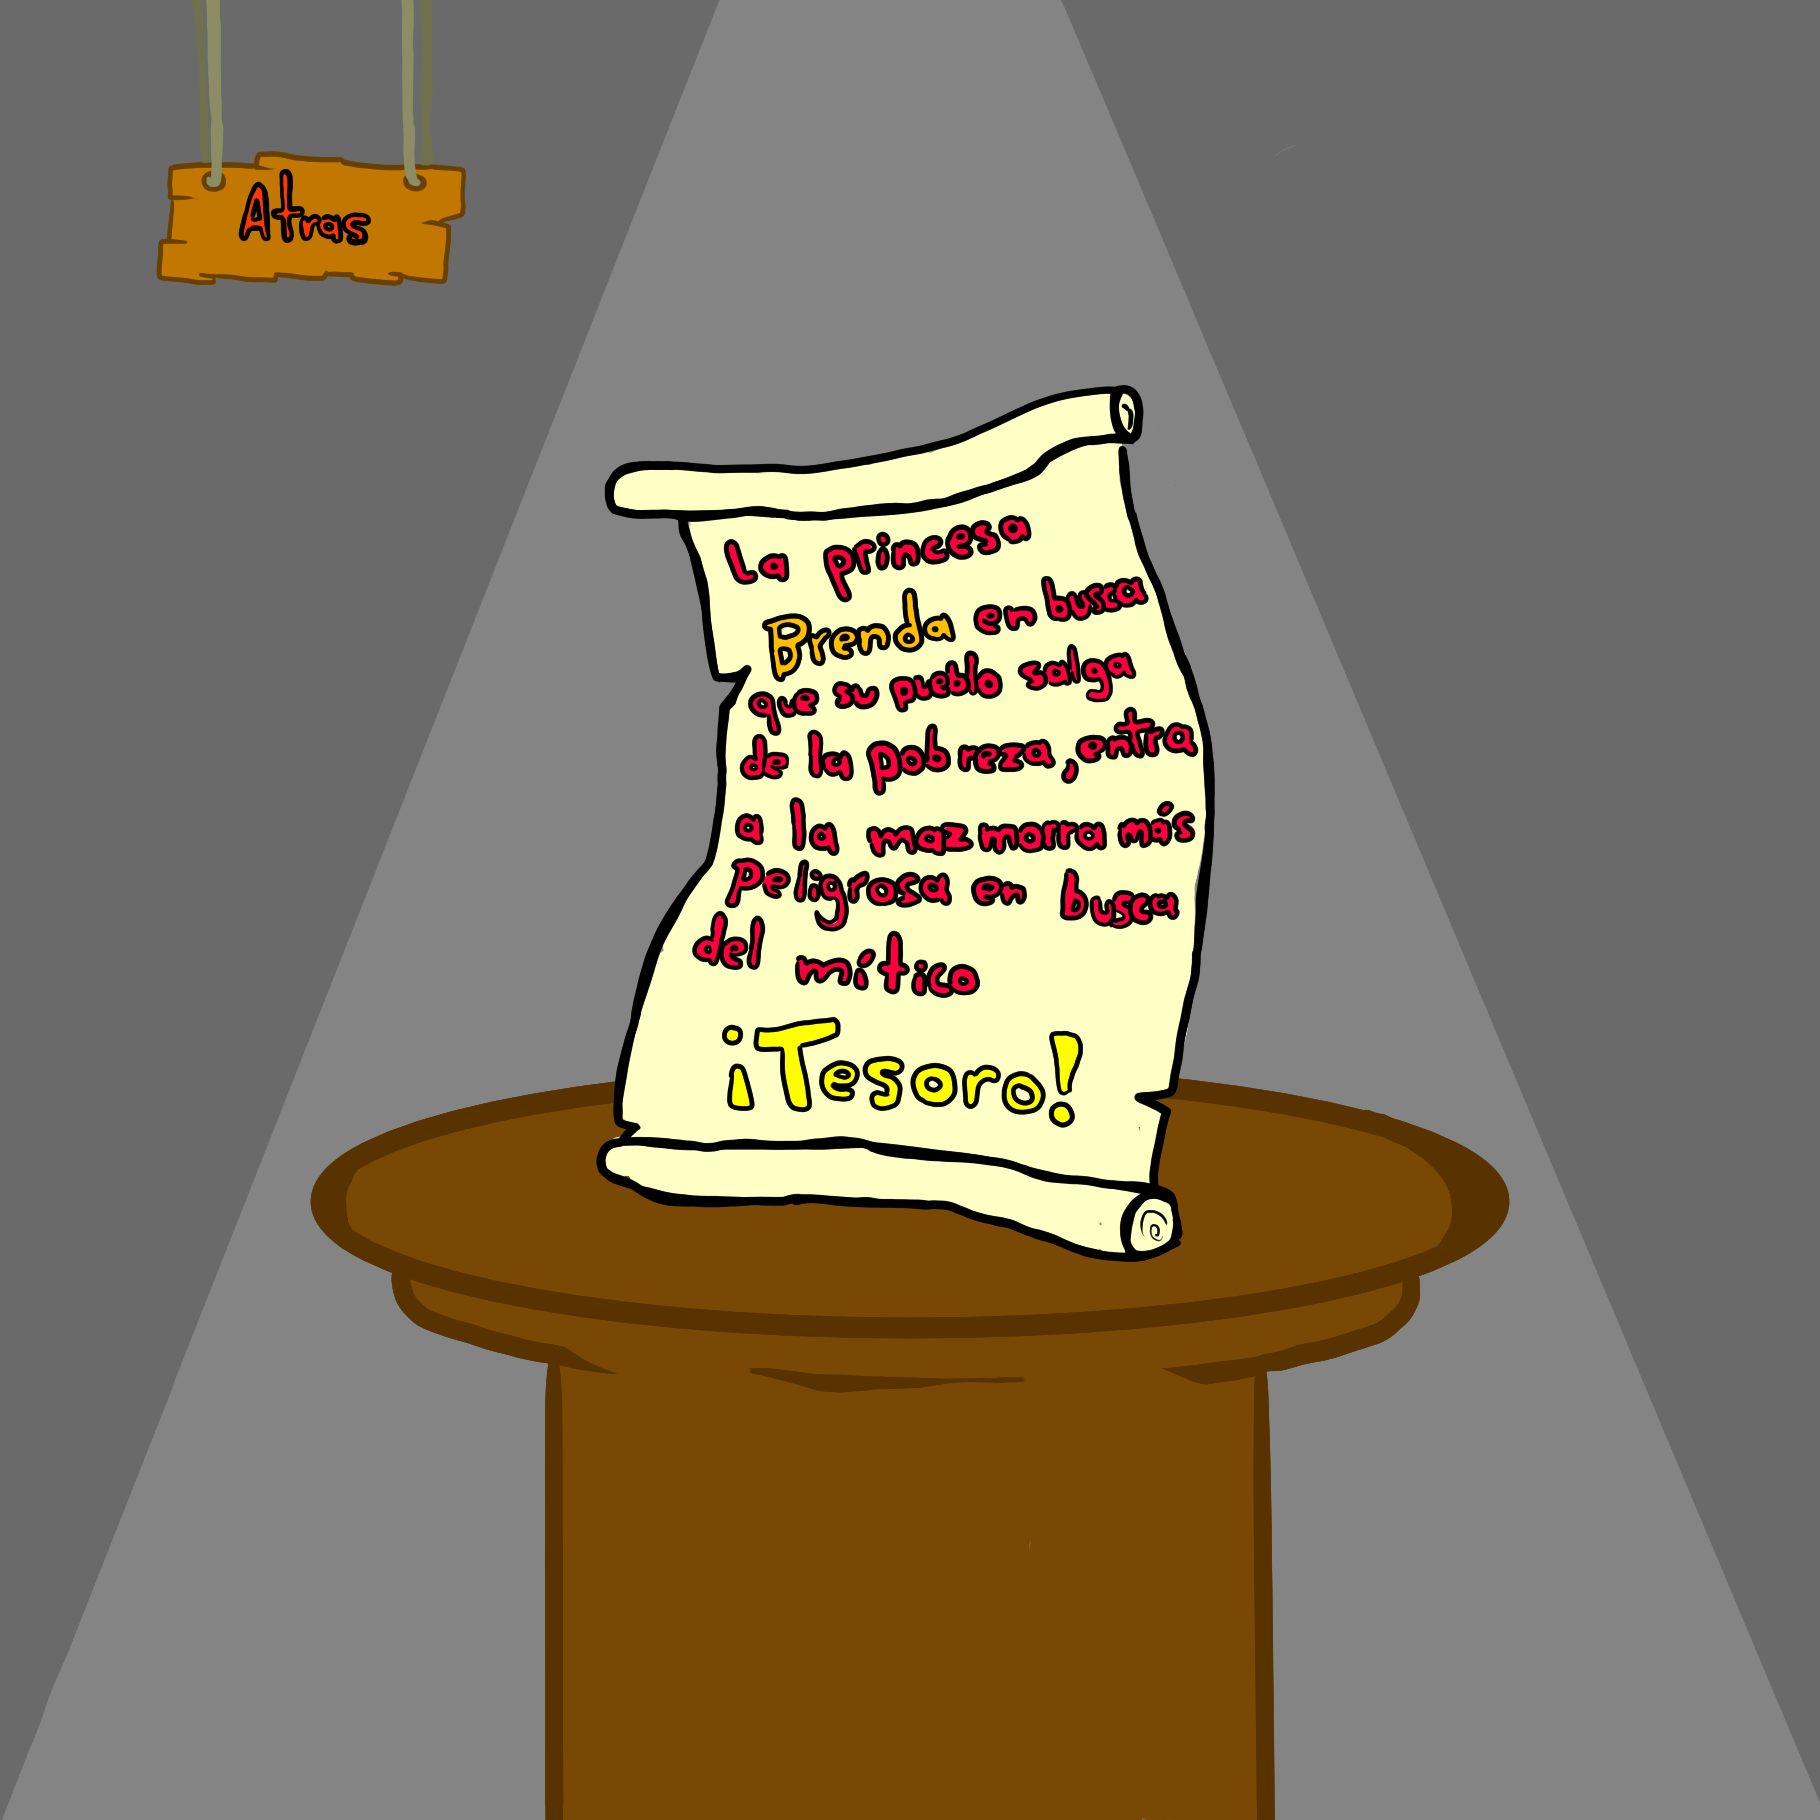 Atras
La princesa
Brenda en busca
que su pueblo salga
de la pobreza, entra
a la mazmorra más
Peligrosa en busca
del mítico
¡Tesoro!